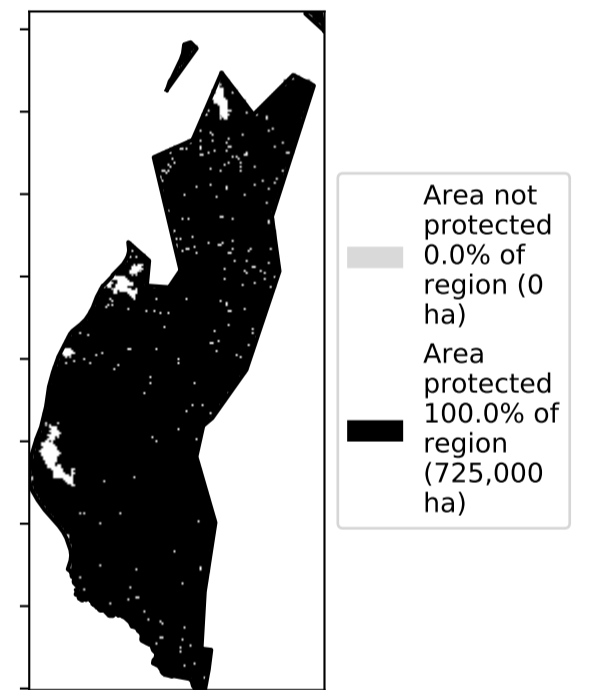 Area not
protected
0.0% of
region (0
ha)
Area
protected
100.0% of
region
(725,000
ha)